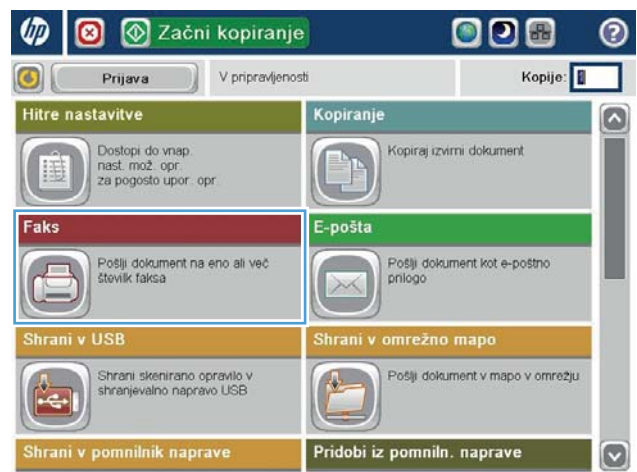 hp
Začni kopiranje
?
Prijava
V pripravljenosti
Kopije:
Hitre nastavitve
Kopiranje
Dostopi do vnap.
nast. mož. opr.
za pogosto upor. opr.
Kopiraj izvirni dokument
Faks
E-pošta
Pošlji dokument na eno ali več
številk faksa
Pošlji dokument kot e-poštno
prilogo
Shrani v USB
Shrani v omrežno mapo
Shrani skenirano opravilo v
shranjevalno napravo USB
Pošlji dokument v mapo v omrežju
Shrani v pomnilnik naprave
Pridobi iz pomniln. naprave